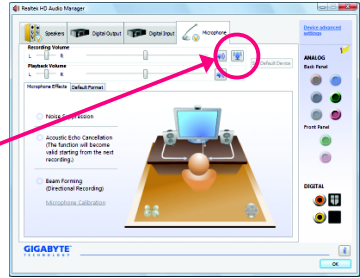 Realtek HD Audio Manager
Speakers
Digital Output
Digital Input
Microphone
Device advanced settings
Recording Volume
L
R
Playback Volume
L
R
Default Device
Microphone Effects
Default Format
ANALOG
Back Panel
Noise Suppression
Acoustic Echo Cancellation
(The function will become
valid starting from the next
recording.)
Beam Forming
(Directional Recording)
Microphone Calibration
Front Panel
DIGITAL
GIGABYTE
TECHNOLOGY
i
OK